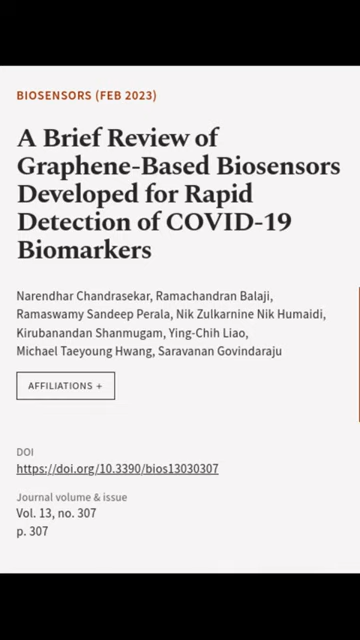 BIOSENSORS (FEB 2023)
A Brief Review of
Graphene-Based Biosensors
Developed for Rapid
Detection of COVID-19
Biomarkers
Narendhar Chandrasekar, Ramachandran Balaji,
Ramaswamy Sandeep Perala, Nik Zulkarnine Nik Humaidi,
Kirubanandan Shanmugam, Ying-Chih Liao,
Michael Taeyoung Hwang, Saravanan Govindaraju
AFFILIATIONS +
DOI
https://doi.org/10.3390/bios13030307
Journal volume & issue
Vol. 13, no. 307
p. 307